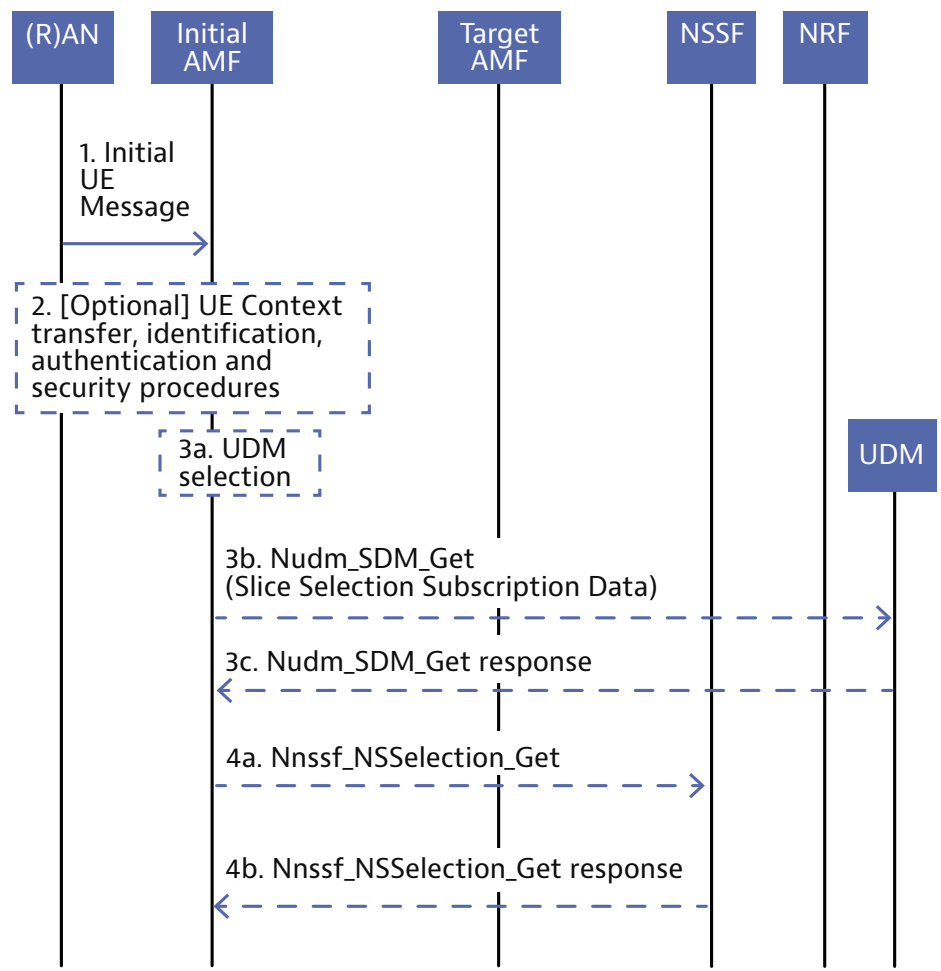 (R)AN
Initial
AMF
Target
AMF
NSSF
NRF
1. Initial
UE
Message
2. [Optional] UE Context
transfer, identification,
authentication and
security procedures
3a. UDM
selection
UDM
3b. Nudm_SDM_Get
(Slice Selection Subscription Data)
3c. Nudm_SDM_Get response
4a. Nnssf_NSSelection_Get
4b. Nnssf_NSSelection_Get response